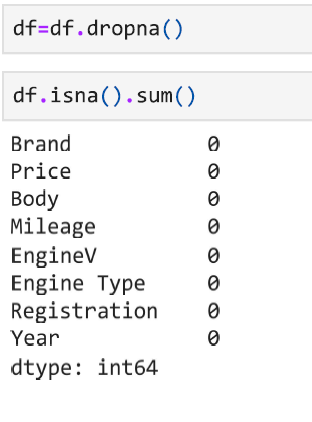 df=df.dropna()
df.isna().sum()
Brand 0
Price 0
Body 0
Mileage 0
EngineV 0
Engine Type 0
Registration 0
Year 0
dtype: int64